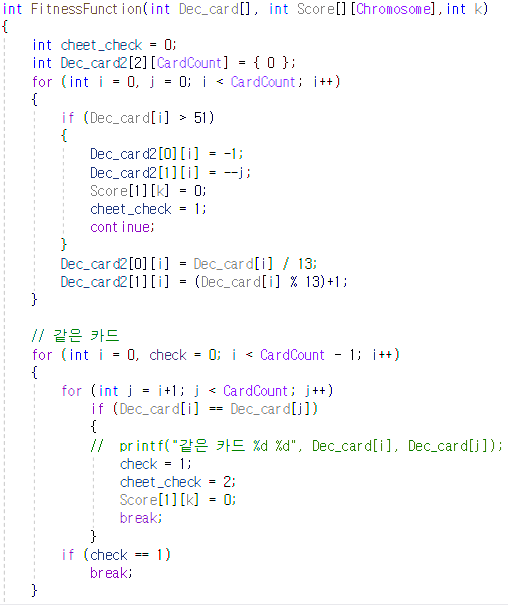 int FitnessFunction(int Dec_card[], int Score[][Chromosome],int k)
{
    int cheet_check = 0;
    int Dec_card2[2][CardCount] = { 0 };
    for (int i = 0, j = 0; i < CardCount; i++)
    {
        if (Dec_card[i] > 51)
        {
            Dec_card2[0][i] = -1;
            Dec_card2[1][i] = --j;
            Score[1][k] = 0;
            cheet_check = 1;
            continue;
        }
        Dec_card2[0][i] = Dec_card[i] / 13;
        Dec_card2[1][i] = (Dec_card[i] % 13)+1;
    }
    // 같은 카드
    for (int i = 0, check = 0; i < CardCount - 1; i++)
    {
        for (int j = i+1; j < CardCount; j++)
            if (Dec_card[i] == Dec_card[j])
            {
            //  printf("같은 카드 %d %d", Dec_card[i], Dec_card[j]);
                check = 1;
                cheet_check = 2;
                Score[1][k] = 0;
                break;
            }
        if (check == 1)
            break;
    }